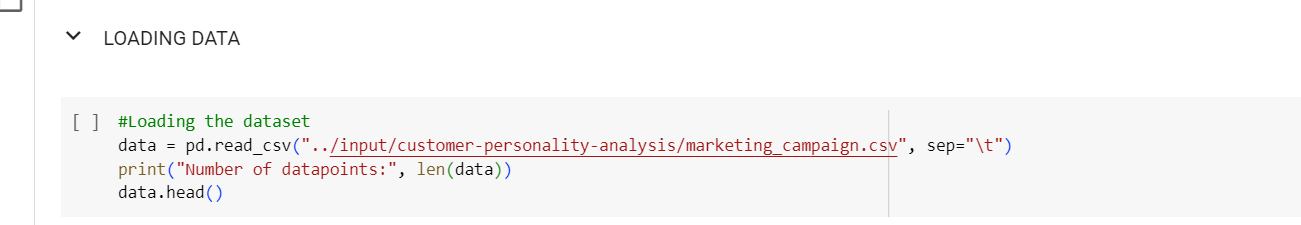 LOADING DATA
[ ] #Loading the dataset
data = pd.read_csv("../input/customer-personality-analysis/marketing_campaign.csv", sep="\t")
print("Number of datapoints:", len(data))
data.head()